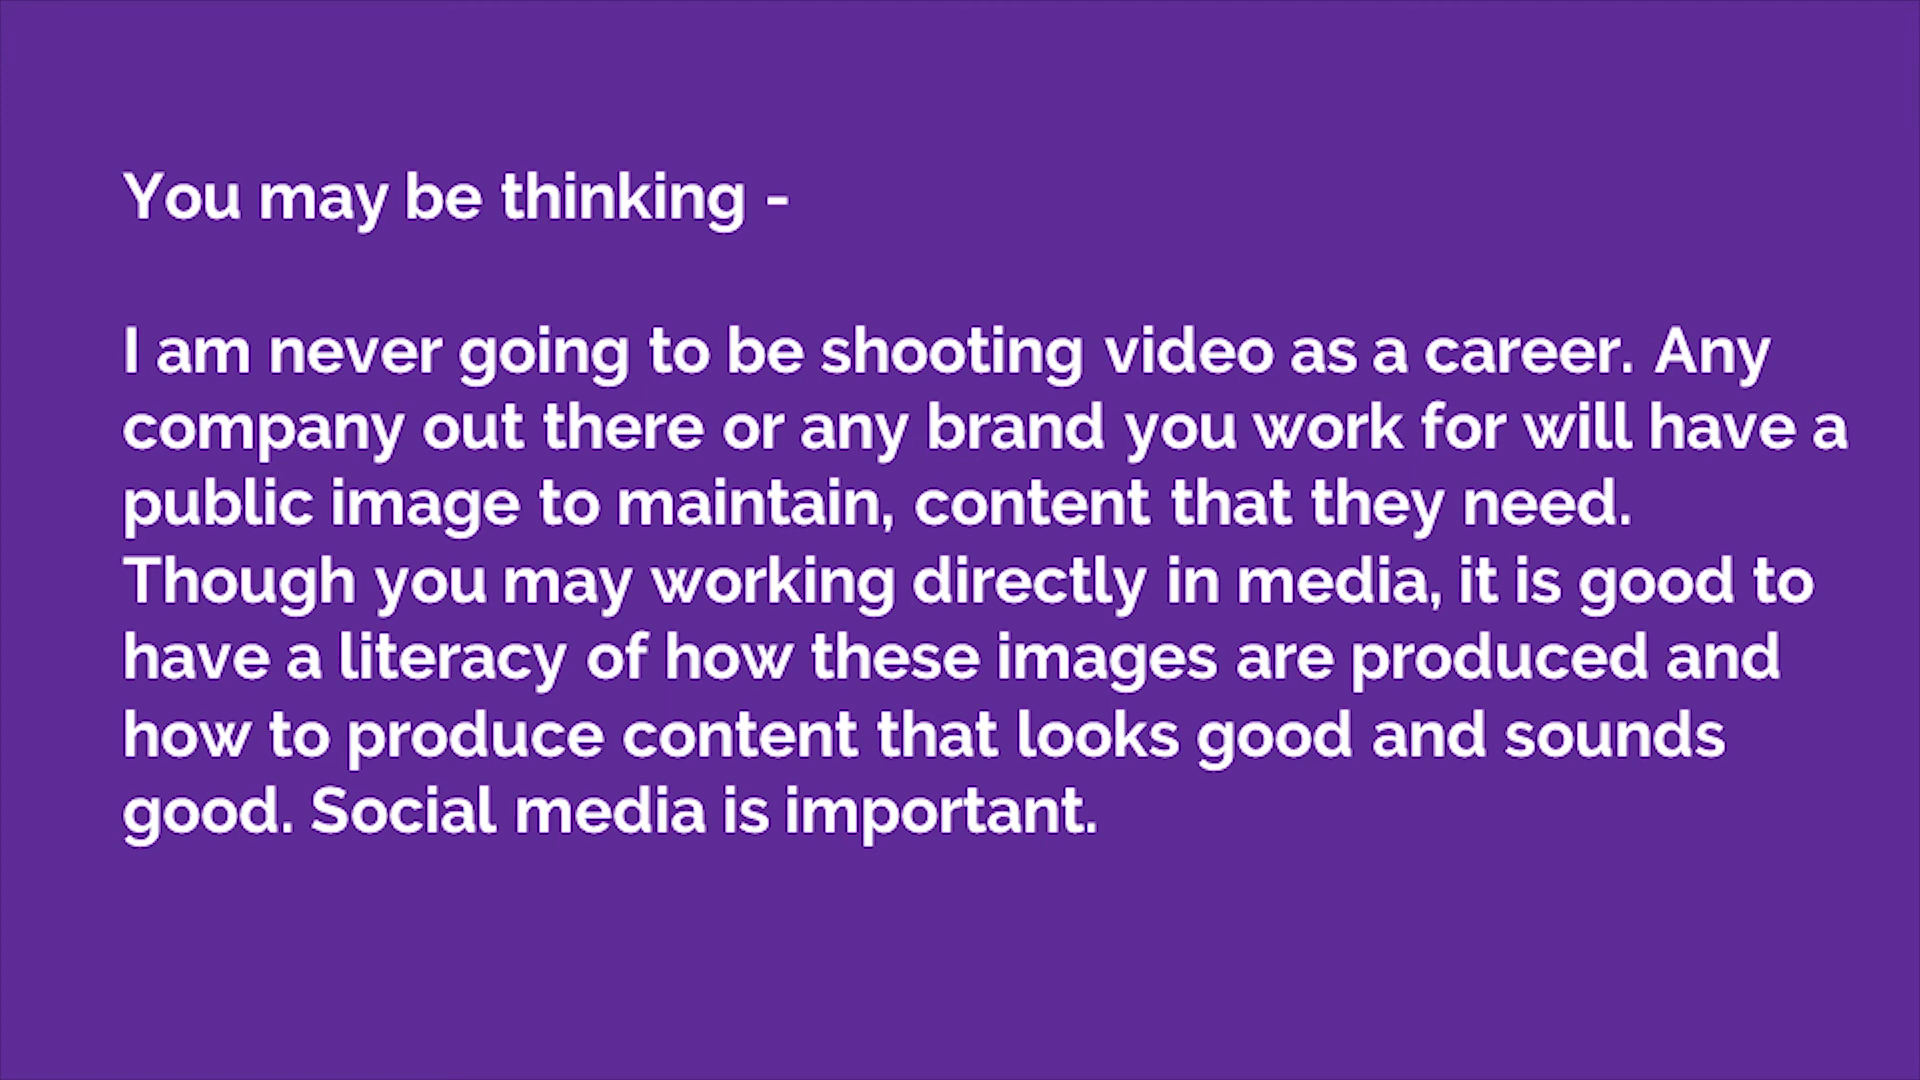 You may be thinking -
I am never going to be shooting video as a career. Any
company out there or any brand you work for will have a
public image to maintain, content that they need.
Though you may working directly in media, it is good to
have a literacy of how these images are produced and
how to produce content that looks good and sounds
good. Social media is important.